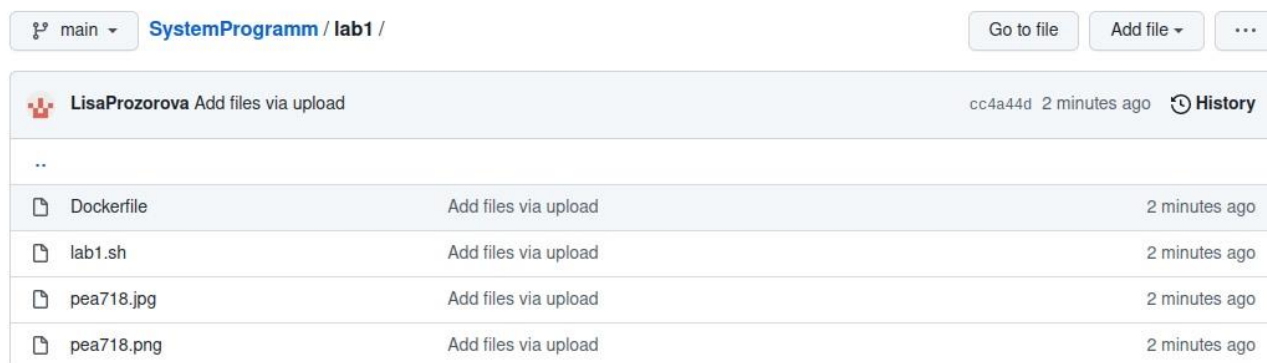 main SystemProgramm / lab1 / Go to file Add file ...
LisaProzorova Add files via upload cc4a44d 2 minutes ago History
..
Dockerfile Add files via upload 2 minutes ago
lab1.sh Add files via upload 2 minutes ago
pea718.jpg Add files via upload 2 minutes ago
pea718.png Add files via upload 2 minutes ago